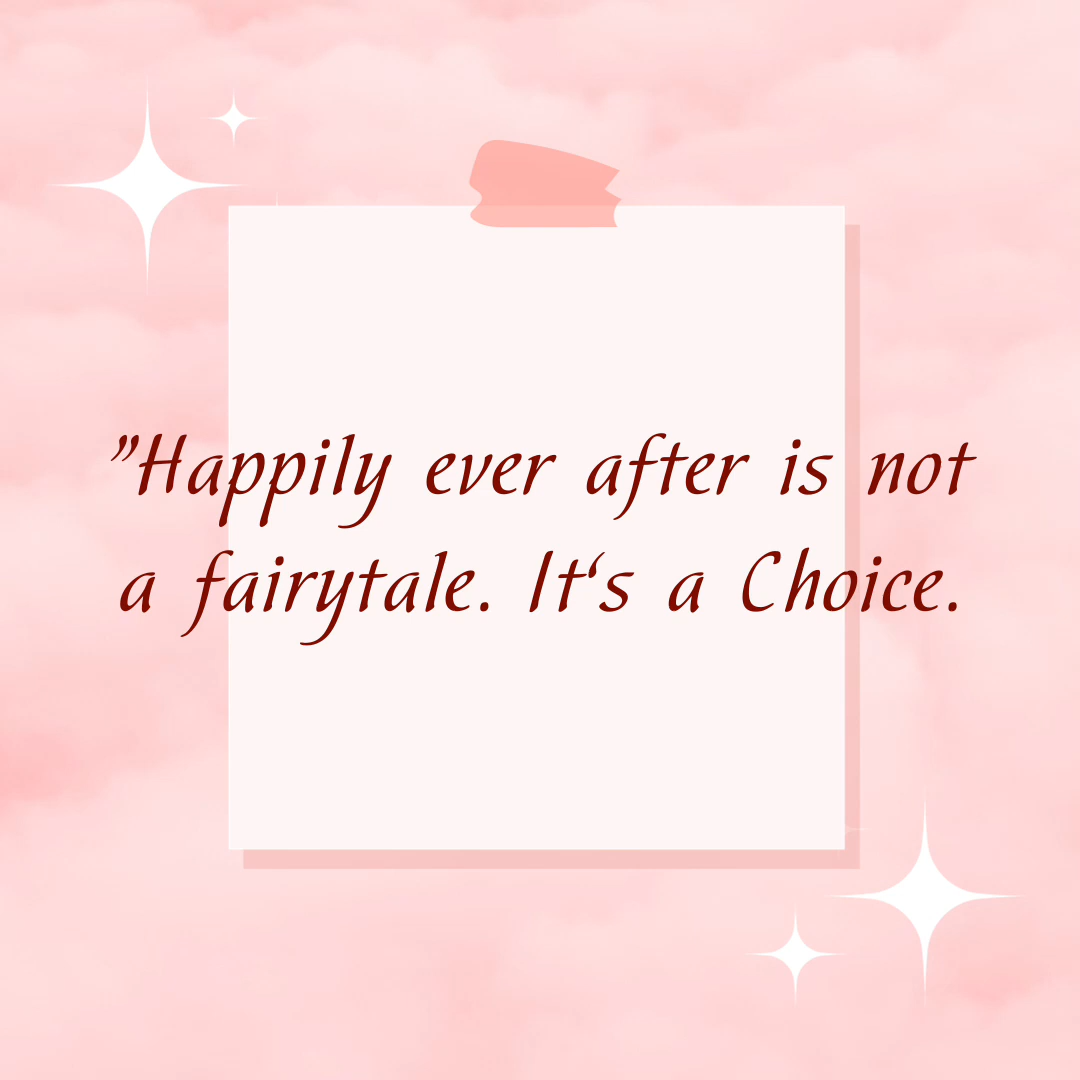 ”Happily ever after is not
a fairytale. It‘s a Choice.